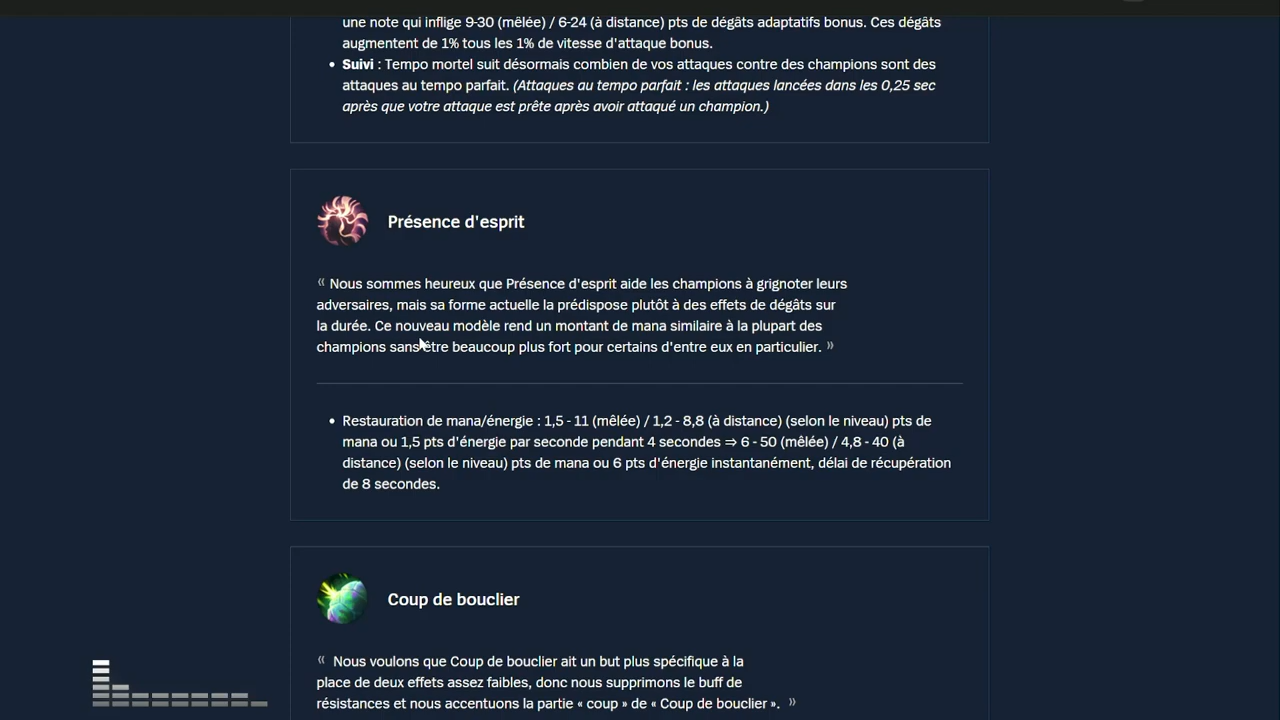 une note qui inflige 9-30 (mêlée) / 6-24 (à distance) pts de dégâts adaptatifs bonus. Ces dégâts
augmentent de 1% tous les 1% de vitesse d'attaque bonus.
• Suivi : Tempo mortel suit désormais combien de vos attaques contre des champions sont des
attaques au tempo parfait. (Attaques au tempo parfait : les attaques lancées dans les 0,25 sec
après que votre attaque est prête après avoir attaqué un champion.)
Présence d'esprit
« Nous sommes heureux que Présence d'esprit aide les champions à grignoter leurs
adversaires, mais sa forme actuelle la prédispose plutôt à des effets de dégâts sur
la durée. Ce nouveau modèle rend un montant de mana similaire à la plupart des
champions sans être beaucoup plus fort pour certains d'entre eux en particulier. »
• Restauration de mana/énergie : 1,5 - 11 (mêlée) / 1,2 - 8,8 (à distance) (selon le niveau) pts de
mana ou 1,5 pts d'énergie par seconde pendant 4 secondes ⇒ 6 - 50 (mêlée) / 4,8 - 40 (à
distance) (selon le niveau) pts de mana ou 6 pts d'énergie instantanément, délai de récupération
de 8 secondes.
Coup de bouclier
« Nous voulons que Coup de bouclier ait un but plus spécifique à la
place de deux effets assez faibles, donc nous supprimons le buff de
résistances et nous accentuons la partie « coup » de « Coup de bouclier ». »